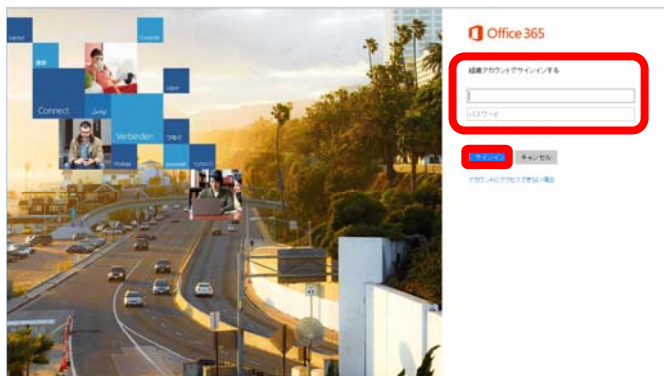 Connect
Verbinden
つなぐ
Office 365
組織アカウントでサインインする
パスワード
サインイン
キャンセル
アカウントにアクセスできない場合